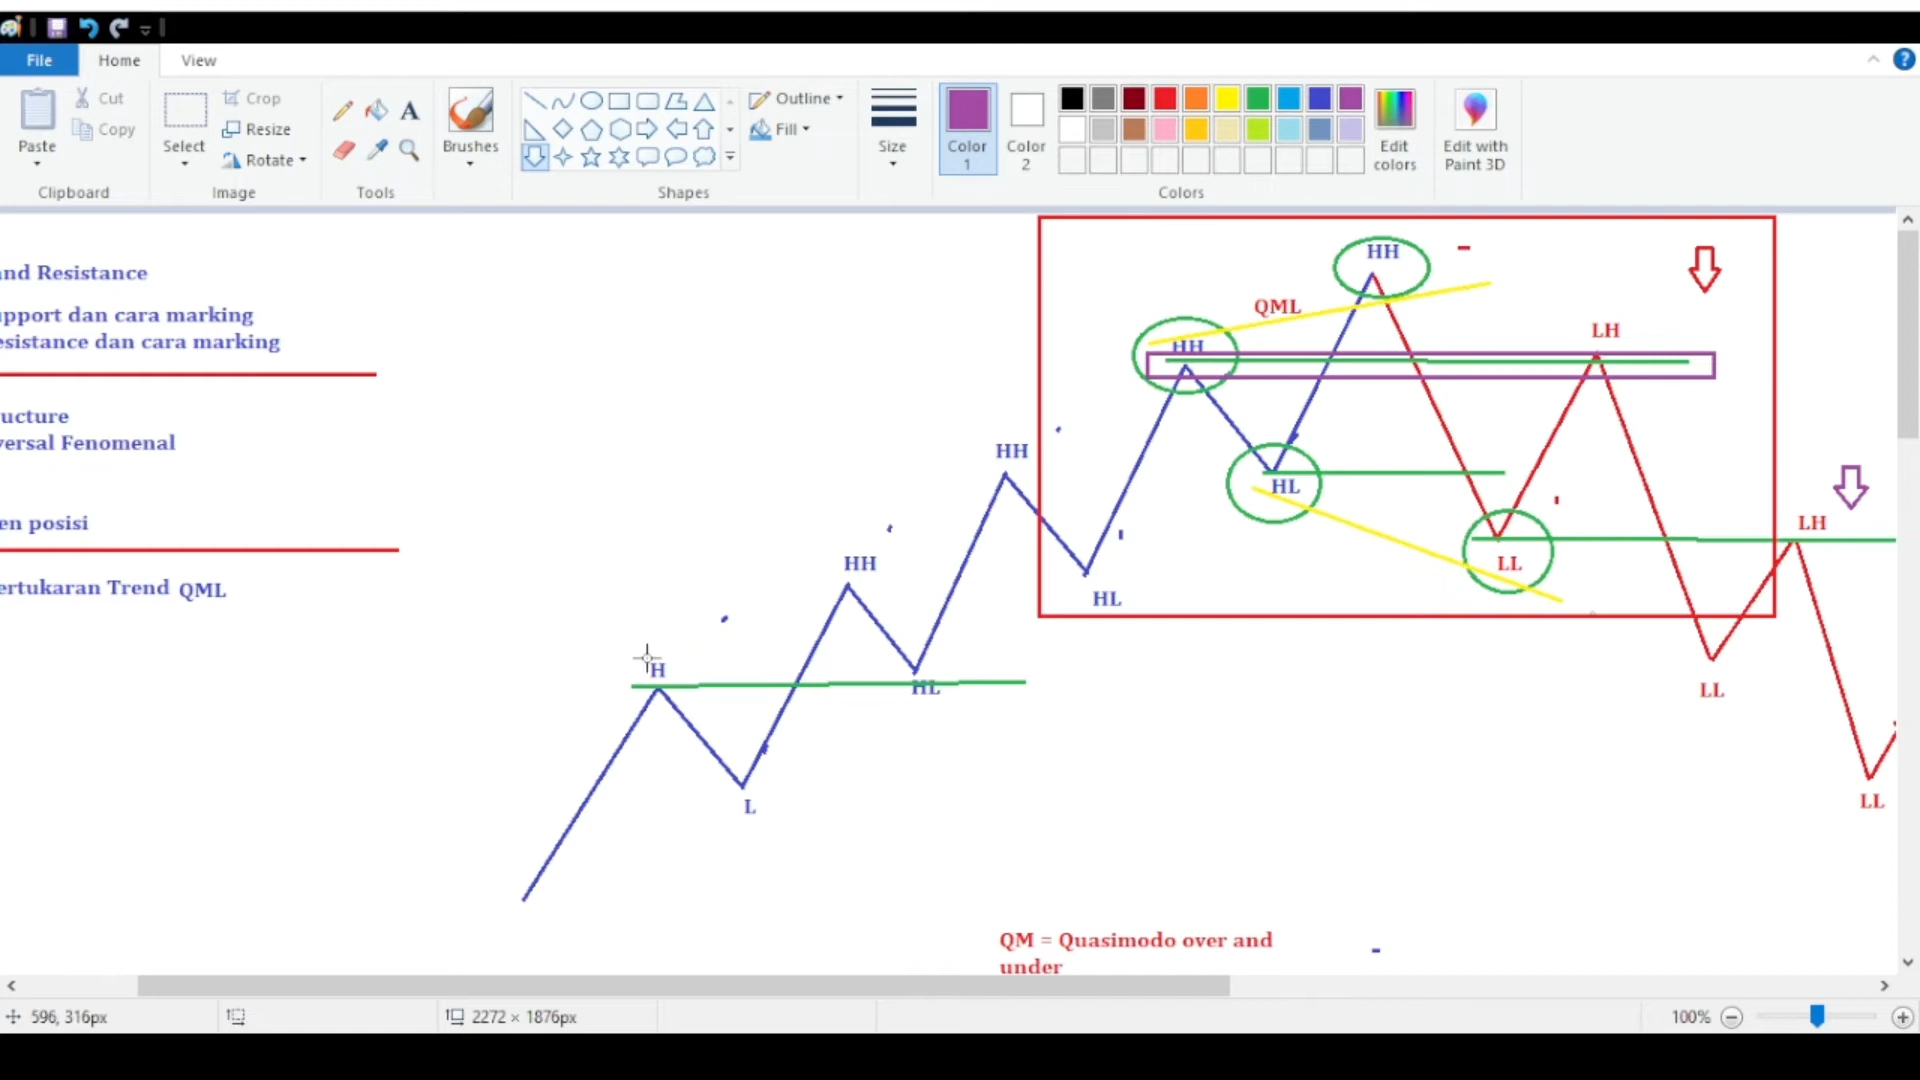 File Home View
Paste
Cut
Copy
Clipboard
Select
Crop
Resize
Rotate
Image
Tools
Brushes
Shapes
Outline
Fill
Size
Color
1
Color
2
Colors
Edit
colors
Edit with
Paint 3D
and Resistance
pport dan cara marking
esistance dan cara marking
ucture
versal Fenomenal
en posisi
ertukaran Trend QML
HH
QML
LH
HH
HH
HL
LH
HH
LL
HL
H
HL
LL
L
LL
QM = Quasimodo over and
under
596, 316px
2272 × 1876px
100%